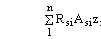 n
Σ R_si A_si z_i
1